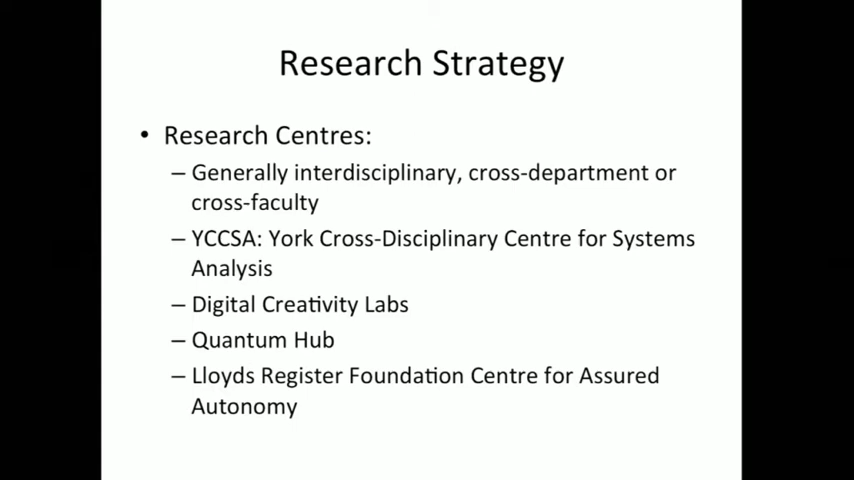 Research Strategy
• Research Centres:
– Generally interdisciplinary, cross-department or
cross-faculty
– YCCSA: York Cross-Disciplinary Centre for Systems
Analysis
– Digital Creativity Labs
– Quantum Hub
– Lloyds Register Foundation Centre for Assured
Autonomy